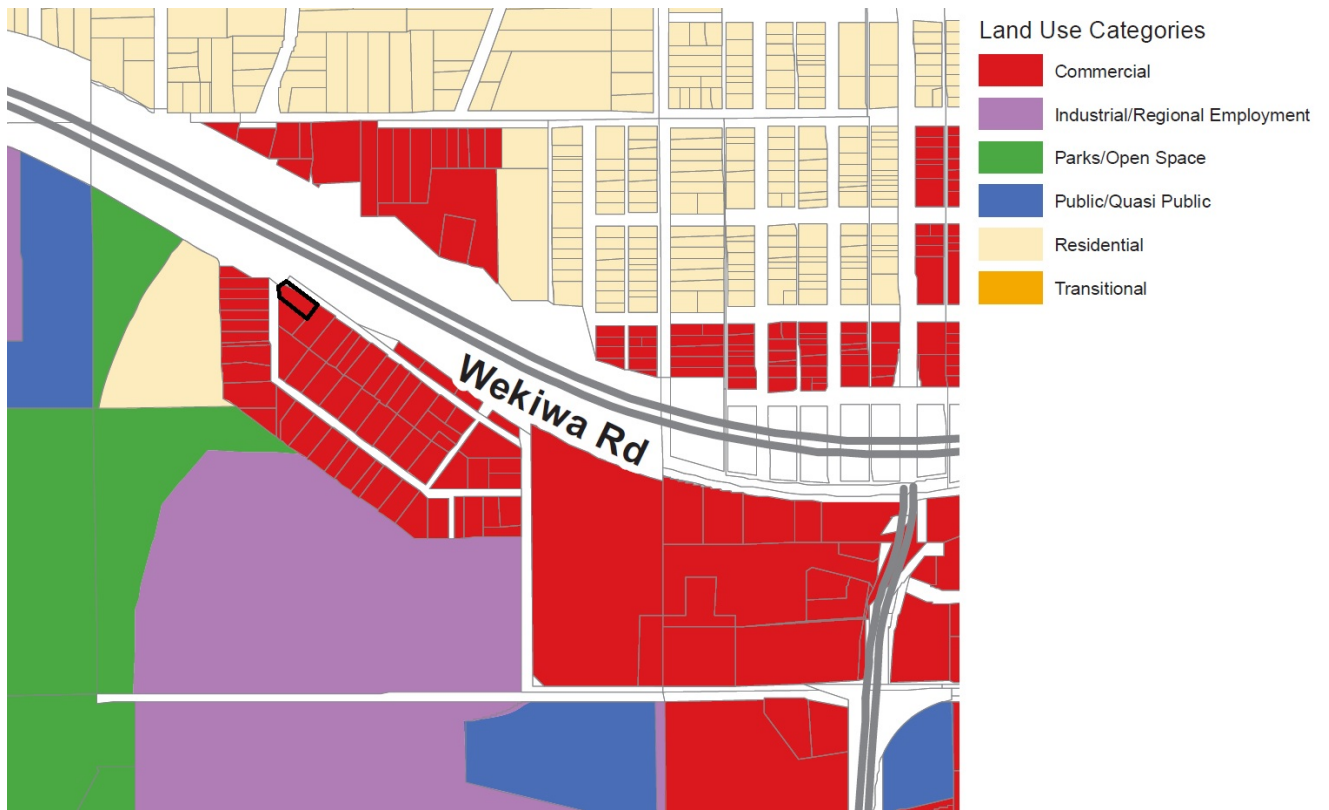 Land Use Categories
Commercial
Industrial/Regional Employment
Parks/Open Space
Public/Quasi Public
Residential
Transitional
Wekiwa Rd